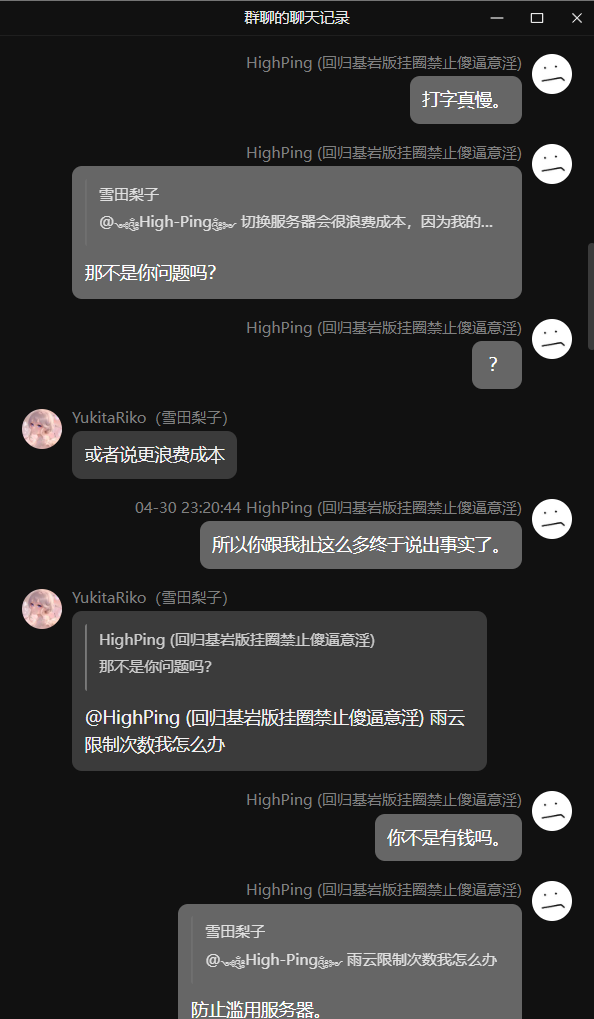 群聊的聊天记录
HighPing (回归基岩版挂圈禁止傻逼意淫)
打字真慢。
HighPing (回归基岩版挂圈禁止傻逼意淫)
雪田梨子
@࿐High-Ping࿐ 切换服务器会很浪费成本，因为我的...
那不是你问题吗？
HighPing (回归基岩版挂圈禁止傻逼意淫)
？
YukitaRiko（雪田梨子）
或者说更浪费成本
04-30 23:20:44 HighPing (回归基岩版挂圈禁止傻逼意淫)
所以你跟我扯这么多终于说出事实了。
YukitaRiko（雪田梨子）
HighPing (回归基岩版挂圈禁止傻逼意淫)
那不是你问题吗？
@HighPing (回归基岩版挂圈禁止傻逼意淫) 雨云
限制次数我怎么办
HighPing (回归基岩版挂圈禁止傻逼意淫)
你不是有钱吗。
HighPing (回归基岩版挂圈禁止傻逼意淫)
雪田梨子
@࿐High-Ping࿐ 雨云限制次数我怎么办
防止滥用服务器。